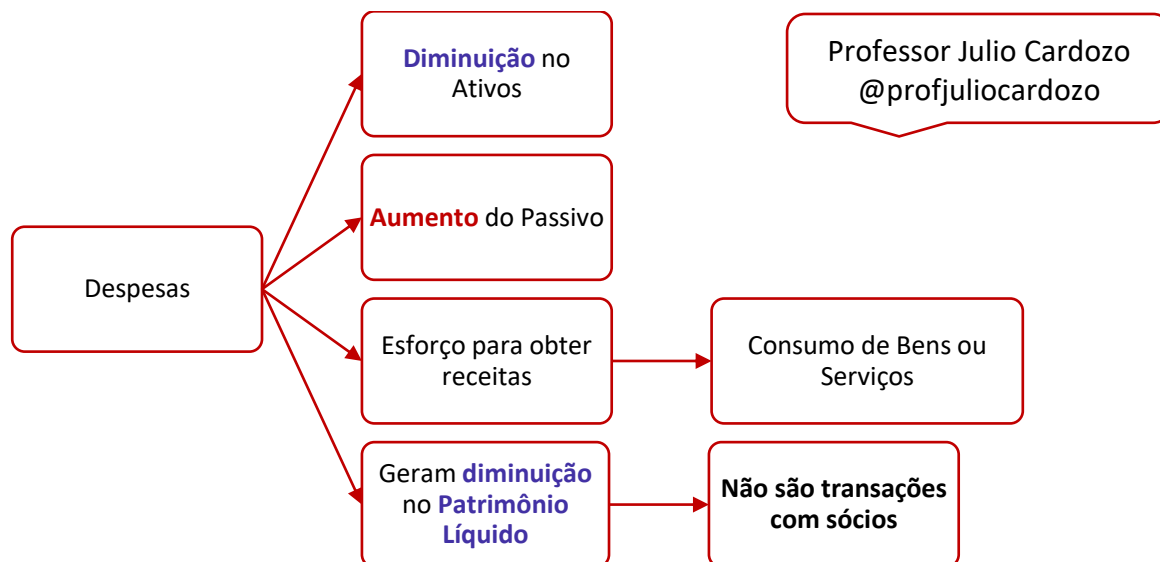 Diminuição no
Ativos
Professor Julio Cardozo
@profjuliocardozo
Aumento do Passivo
Despesas
Esforço para obter
receitas
Consumo de Bens ou
Serviços
Geram diminuição
no Patrimônio
Líquido
Não são transações
com sócios